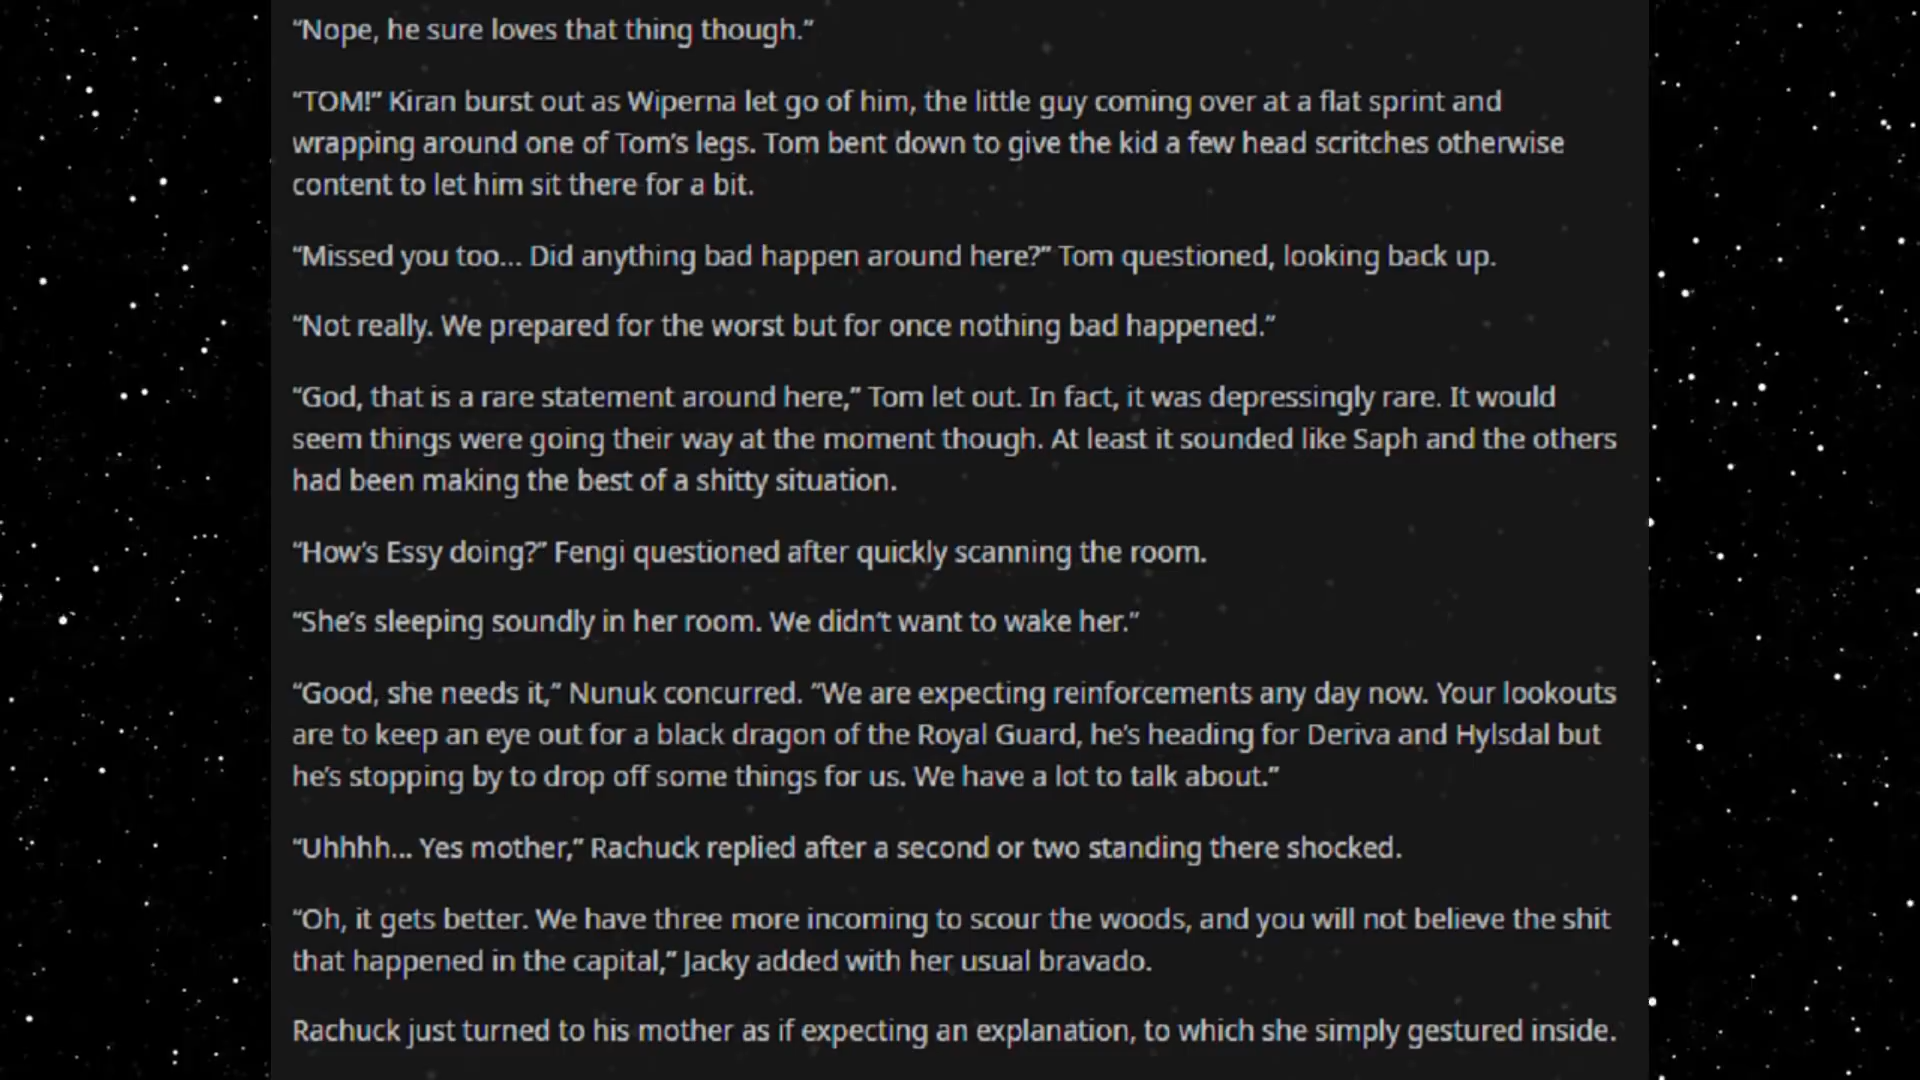 “Nope, he sure loves that thing though.”
“TOM!” Kiran burst out as Wiperna let go of him, the little guy coming over at a flat sprint and
wrapping around one of Tom’s legs. Tom bent down to give the kid a few head scritches otherwise
content to let him sit there for a bit.
“Missed you too... Did anything bad happen around here?” Tom questioned, looking back up.
“Not really. We prepared for the worst but for once nothing bad happened.”
“God, that is a rare statement around here,” Tom let out. In fact, it was depressingly rare. It would
seem things were going their way at the moment though. At least it sounded like Saph and the others
had been making the best of a shitty situation.
“How’s Essy doing?” Fengi questioned after quickly scanning the room.
“She’s sleeping soundly in her room. We didn’t want to wake her.”
“Good, she needs it,” Nunuk concurred. “We are expecting reinforcements any day now. Your lookouts
are to keep an eye out for a black dragon of the Royal Guard, he’s heading for Deriva and Hylsdal but
he’s stopping by to drop off some things for us. We have a lot to talk about.”
“Uhhhh... Yes mother,” Rachuck replied after a second or two standing there shocked.
“Oh, it gets better. We have three more incoming to scour the woods, and you will not believe the shit
that happened in the capital,” Jacky added with her usual bravado.
Rachuck just turned to his mother as if expecting an explanation, to which she simply gestured inside.